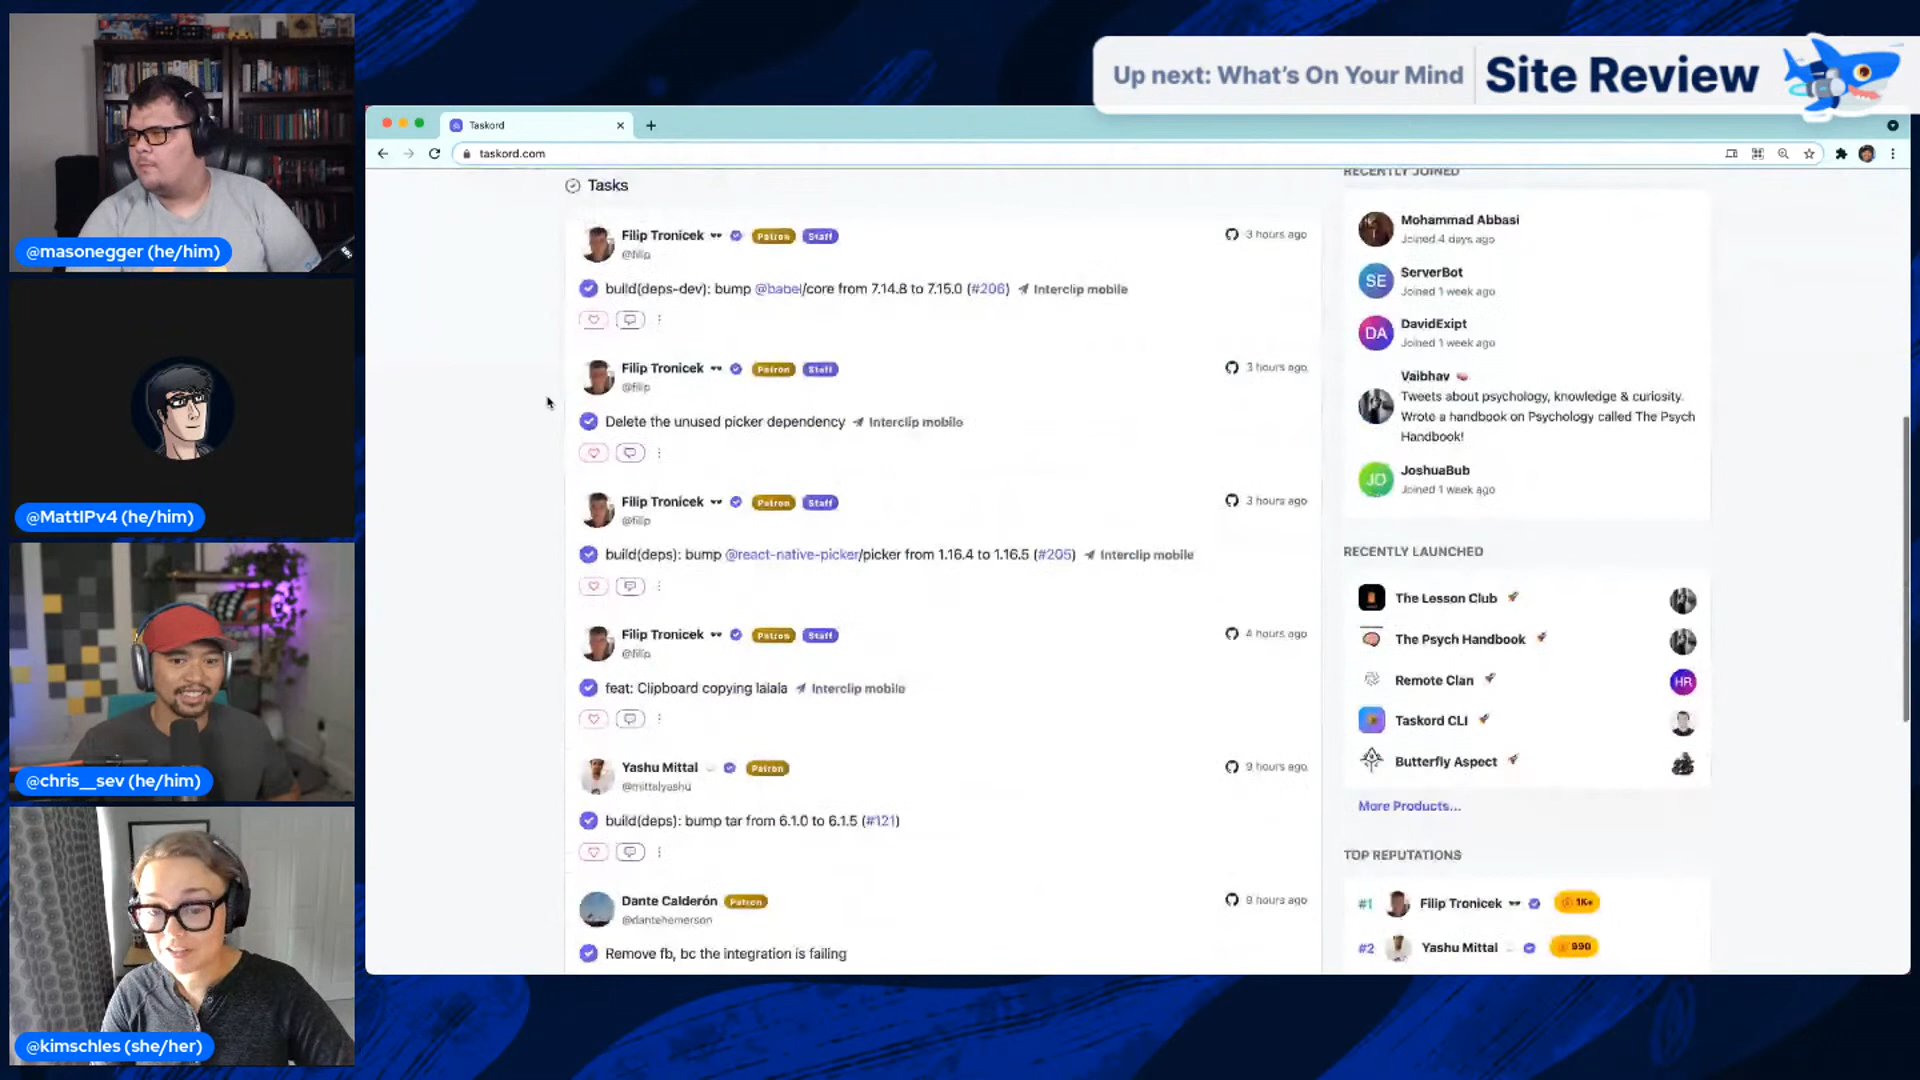 Up next: What's On Your Mind
Site Review
@masonegger (he/him)
@MattIPv4 (he/him)
@chris__sev (he/him)
@kimschles (she/her)
Taskord
taskord.com
Tasks
Filip Tronicek Patron Staff
@filip
3 hours ago
build(deps-dev): bump @babel/core from 7.14.8 to 7.15.0 (#206) Interclip mobile
Filip Tronicek Patron Staff
@filip
3 hours ago
Delete the unused picker dependency Interclip mobile
Filip Tronicek Patron Staff
@filip
3 hours ago
build(deps): bump @react-native-picker/picker from 1.16.4 to 1.16.5 (#205) Interclip mobile
Filip Tronicek Patron Staff
@filip
4 hours ago
feat: Clipboard copying lalala Interclip mobile
Yashu Mittal Patron
@mittalyashu
9 hours ago
build(deps): bump tar from 6.1.0 to 6.1.5 (#121)
Dante Calderón Patron
@dantehemerson
9 hours ago
Remove fb, bc the integration is failing
RECENTLY JOINED
Mohammad Abbasi
Joined 4 days ago
SE
ServerBot
Joined 1 week ago
DA
DavidExipt
Joined 1 week ago
Vaibhav
Tweets about psychology, knowledge & curiosity.
Wrote a handbook on Psychology called The Psych
Handbook!
JO
JoshuaBub
Joined 1 week ago
RECENTLY LAUNCHED
The Lesson Club
The Psych Handbook
Remote Clan
HR
Taskord CLI
Butterfly Aspect
More Products...
TOP REPUTATIONS
#1 Filip Tronicek 1K+
#2 Yashu Mittal 990